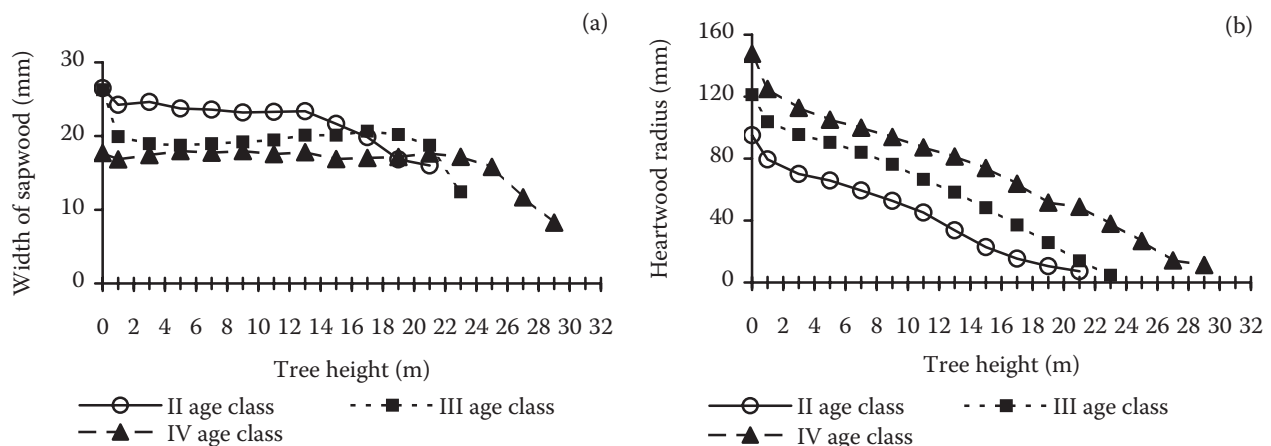 (a)
Width of sapwood (mm)
30
20
10
0
0 2 4 6 8 10 12 14 16 18 20 22 24 26 28 30 32
Tree height (m)
II age class
III age class
IV age class
(b)
Heartwood radius (mm)
160
120
80
40
0
0 2 4 6 8 10 12 14 16 18 20 22 24 26 28 30 32
Tree height (m)
II age class
III age class
IV age class